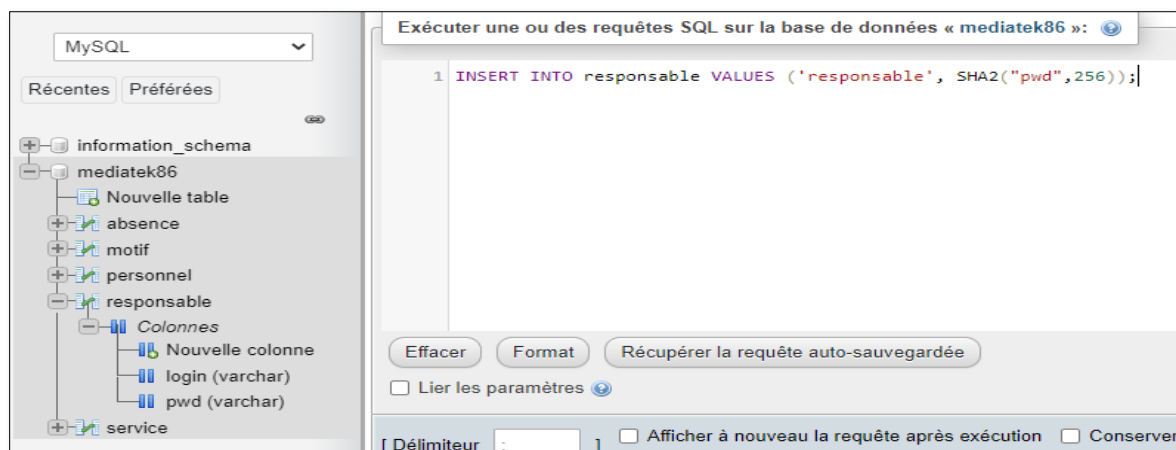 MySQL
Récentes Préférées
information_schema
mediatek86
Nouvelle table
absence
motif
personnel
responsable
Colonnes
Nouvelle colonne
login (varchar)
pwd (varchar)
service
Exécuter une ou des requêtes SQL sur la base de données « mediatek86 »:
1 INSERT INTO responsable VALUES ('responsable', SHA2("pwd",256));
Effacer Format Récupérer la requête auto-sauvegardée
Lier les paramètres
[ Délimiteur ; ] Afficher à nouveau la requête après exécution Conserver